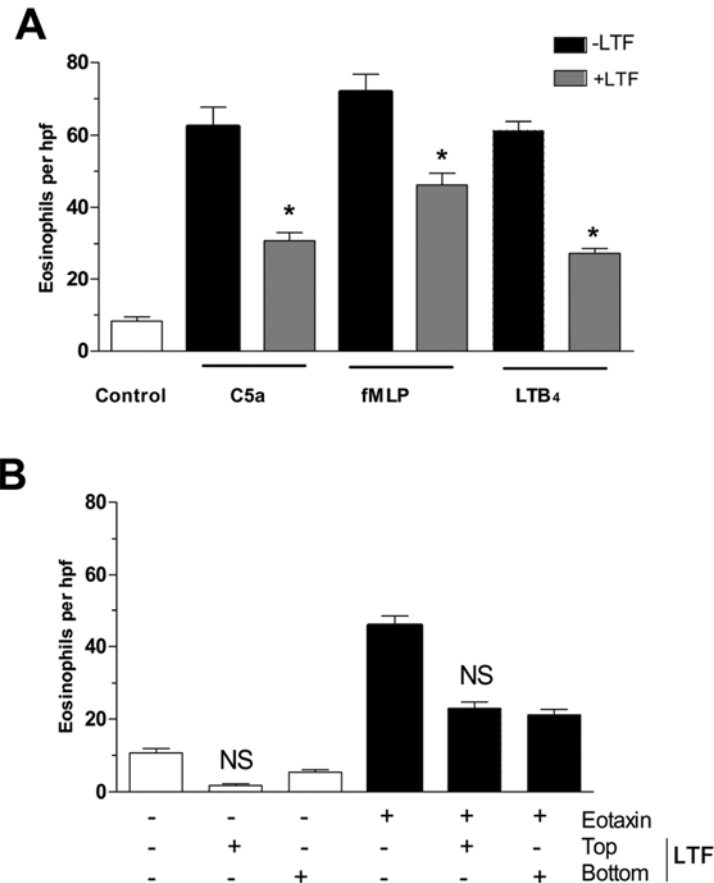 A
-LTF
+LTF
Eosinophils per hpf
80
60
40
20
0
*
*
*
Control C5a fMLP LTB4
B
Eosinophils per hpf
80
60
40
20
0
NS
NS
- - - + + + Eotaxin
- + - - + - Top
- - + - - + Bottom
LTF